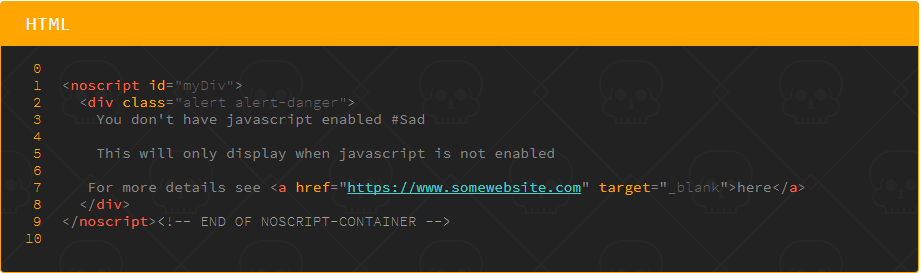 HTML
0
1 <noscript id="myDiv">
2 <div class="alert alert-danger">
3 You don't have javascript enabled #Sad
4
5 This will only display when javascript is not enabled
6
7 For more details see <a href="https://www.somewebsite.com" target="_blank">here</a>
8 </div>
9 </noscript><!-- END OF NOSCRIPT-CONTAINER -->
10